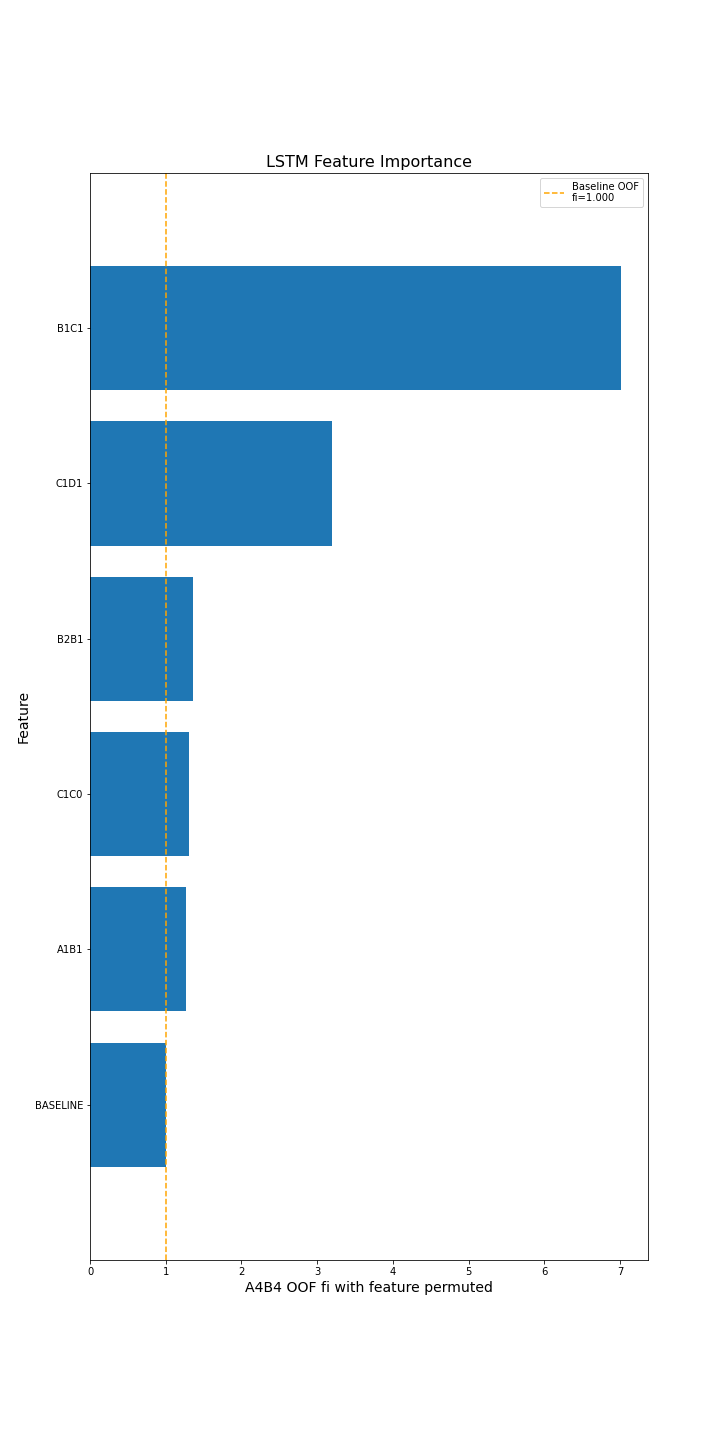 LSTM Feature Importance
Baseline OOF
fi=1.000
B1C1
C1D1
B2B1
C1C0
A1B1
BASELINE
Feature
0 1 2 3 4 5 6 7
A4B4 OOF fi with feature permuted